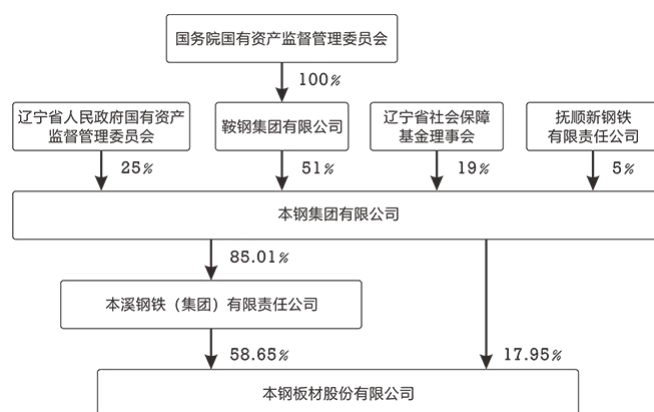 国务院国有资产监督管理委员会
100%
辽宁省人民政府国有资产
监督管理委员会
鞍钢集团有限公司
辽宁省社会保障
基金理事会
抚顺新钢铁
有限责任公司
25%
51%
19%
5%
本钢集团有限公司
85.01%
本溪钢铁（集团）有限责任公司
58.65%
17.95%
本钢板材股份有限公司